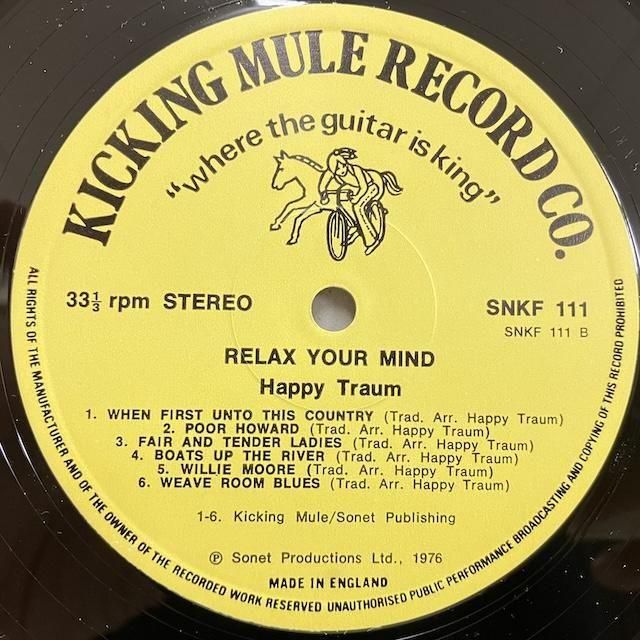 KICKING MULE RECORD CO.
“where the guitar is king”
33⅓ rpm STEREO
SNKF 111
SNKF 111 B
RELAX YOUR MIND
Happy Traum
1. WHEN FIRST UNTO THIS COUNTRY (Trad. Arr. Happy Traum)
2. POOR HOWARD (Trad. Arr. Happy Traum)
3. FAIR AND TENDER LADIES (Trad. Arr. Happy Traum)
4. BOATS UP THE RIVER (Trad. Arr. Happy Traum)
5. WILLIE MOORE (Trad. Arr. Happy Traum)
6. WEAVE ROOM BLUES (Trad. Arr. Happy Traum)
1-6. Kicking Mule/Sonet Publishing
℗ Sonet Productions Ltd., 1976
MADE IN ENGLAND
ALL RIGHTS OF THE MANUFACTURER AND OF THE OWNER OF THE RECORDED WORK RESERVED UNAUTHORISED PUBLIC PERFORMANCE BROADCASTING AND COPYING OF THIS RECORD PROHIBITED